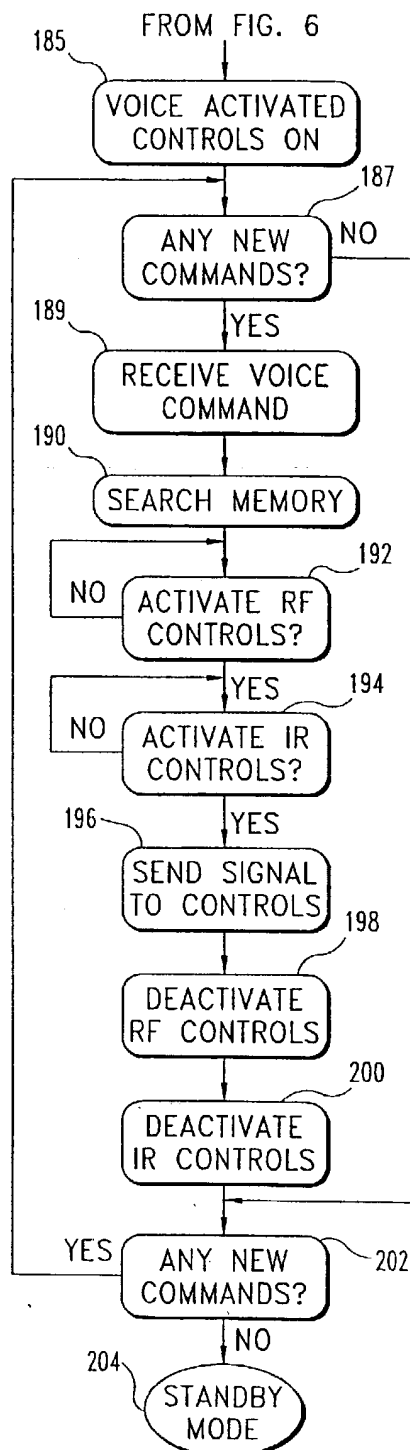 FROM FIG. 6
185
VOICE ACTIVATED
CONTROLS ON
187
ANY NEW
COMMANDS?
NO
YES
189
RECEIVE VOICE
COMMAND
190
SEARCH MEMORY
192
NO
ACTIVATE RF
CONTROLS?
YES
194
NO
ACTIVATE IR
CONTROLS?
YES
196
SEND SIGNAL
TO CONTROLS
198
DEACTIVATE
RF CONTROLS
200
DEACTIVATE
IR CONTROLS
YES
ANY NEW
COMMANDS?
202
NO
204
STANDBY
MODE